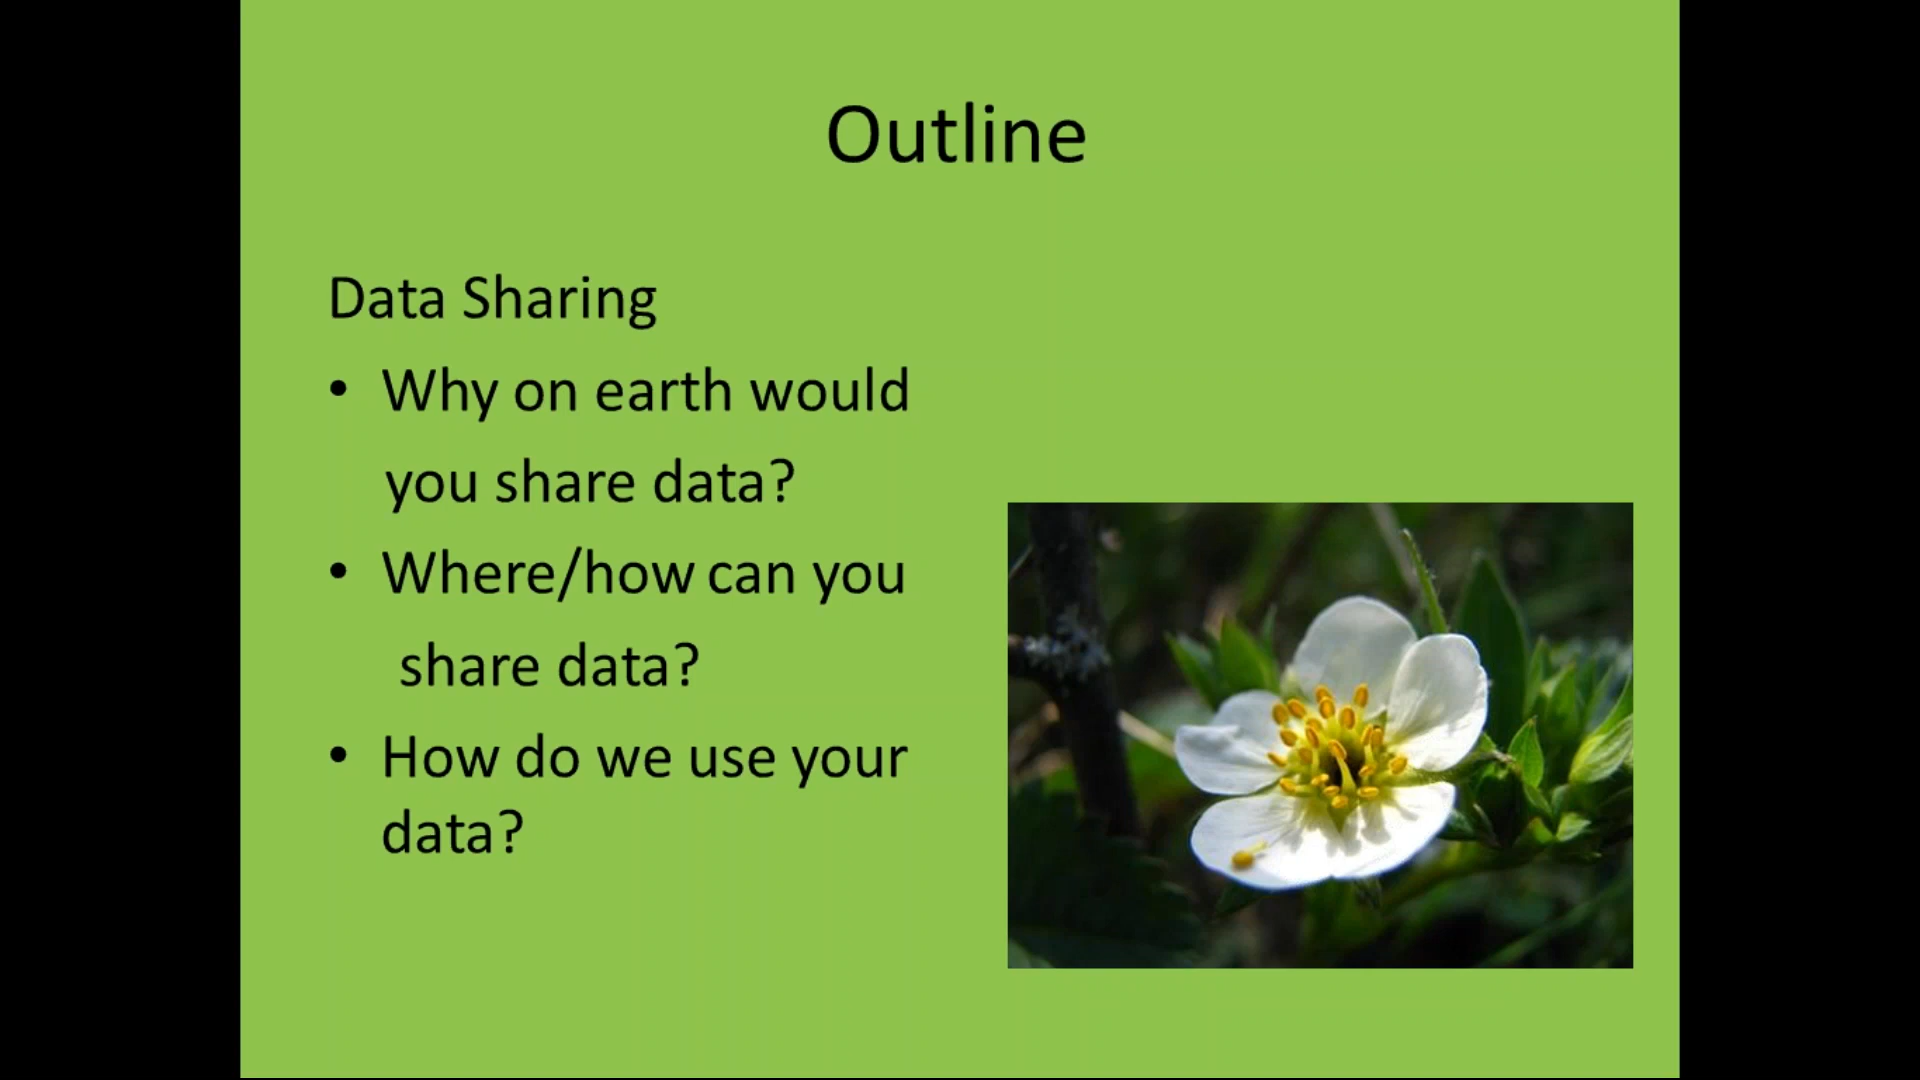 Outline
Data Sharing
• Why on earth would
you share data?
• Where/how can you
share data?
• How do we use your
data?